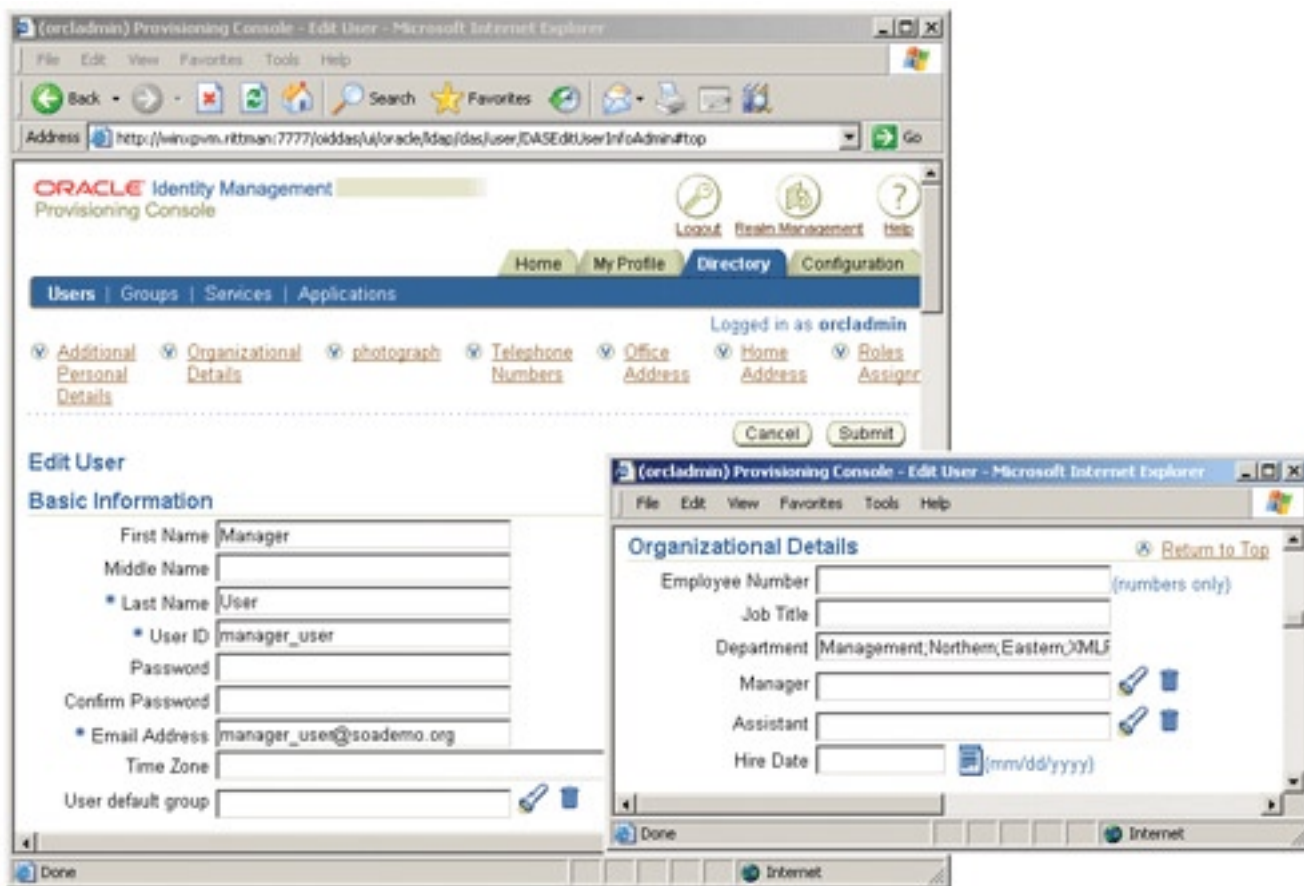 (orcladmin) Provisioning Console - Edit User - Microsoft Internet Explorer
File Edit View Favorites Tools Help
Back Search Favorites
Address http://winxpvm.rittman:7777/oiddas/ui/oracle/ldap/das/user/DASEditUserInfoAdmin#top Go
ORACLE Identity Management
Provisioning Console
Logout Realm Management Help
Home My Profile Directory Configuration
Users | Groups | Services | Applications
Logged in as orcladmin
Additional Personal Details
Organizational Details
photograph
Telephone Numbers
Office Address
Home Address
Roles Assignr
Cancel Submit
Edit User
Basic Information
First Name Manager
Middle Name
* Last Name User
* User ID manager_user
Password
Confirm Password
* Email Address manager_user@soademo.org
Time Zone
User default group
Done Internet
(orcladmin) Provisioning Console - Edit User - Microsoft Internet Explorer
File Edit View Favorites Tools Help
Organizational Details Return to Top
Employee Number (numbers only)
Job Title
Department Management;Northern;Eastern;XMLP
Manager
Assistant
Hire Date (mm/dd/yyyy)
Done Internet